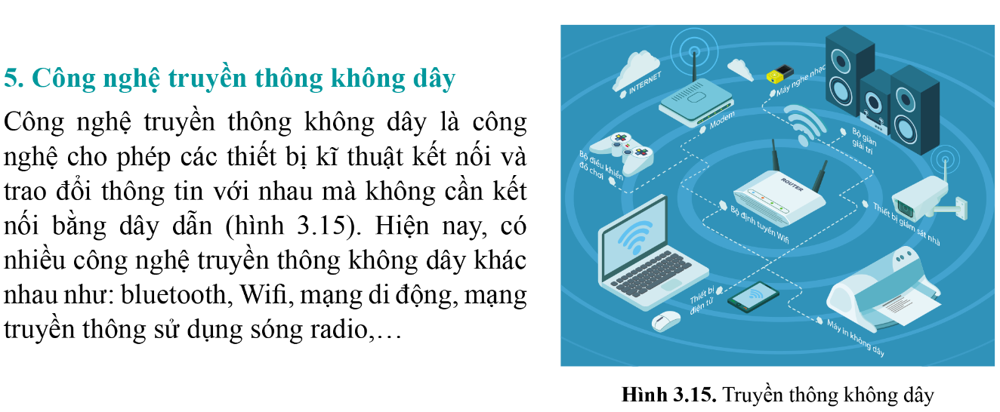 5. Công nghệ truyền thông không dây
Công nghệ truyền thông không dây là công
nghệ cho phép các thiết bị kĩ thuật kết nối và
trao đổi thông tin với nhau mà không cần kết
nối bằng dây dẫn (hình 3.15). Hiện nay, có
nhiều công nghệ truyền thông không dây khác
nhau như: bluetooth, Wifi, mạng di động, mạng
truyền thông sử dụng sóng radio,…
INTERNET
Modem
Máy nghe nhạc
Bộ giàn
giải trí
Bộ điều khiển
đồ chơi
ROUTER
Bộ định tuyến Wifi
Thiết bị giám sát nhà
Thiết bị
điện tử
Máy in không dây
Hình 3.15. Truyền thông không dây